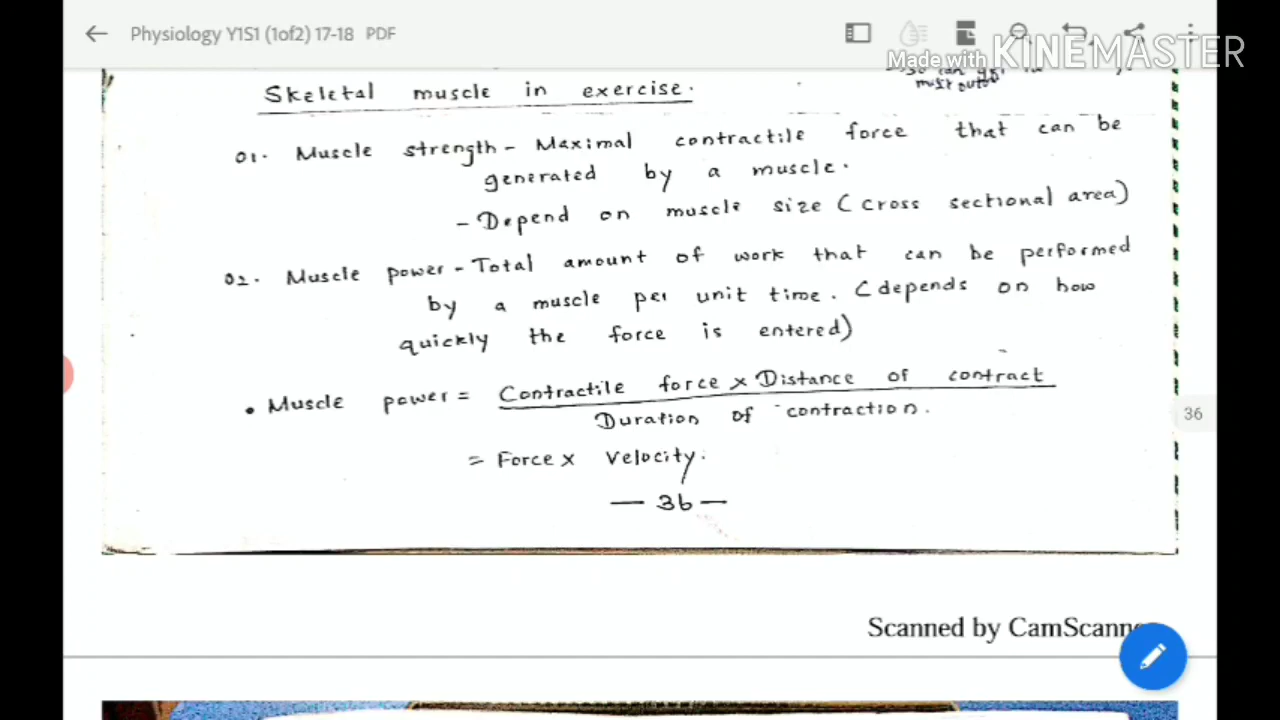 Physiology Y1S1 (1of2) 17-18 PDF
Made with KINEMASTER
Skeletal muscle in exercise.
01. Muscle strength - Maximal contractile force that can be
generated by a muscle.
- Depend on muscle size (cross sectional area)
02. Muscle power - Total amount of work that can be performed
by a muscle per unit time. (depends on how
quickly the force is entered)
• Muscle power = Contractile force x Distance of contract
Duration of contraction.
= Force x Velocity.
— 36 —
36
Scanned by CamScanne